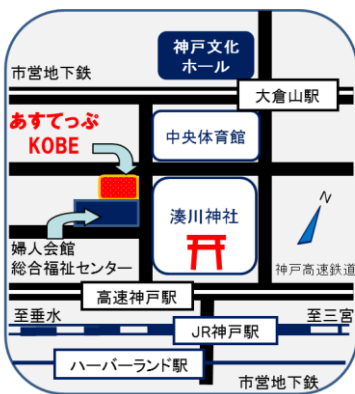 神戸文化
ホール
市営地下鉄
大倉山駅
あすてっぷ
KOBE
中央体育館
湊川神社
N
婦人会館
総合福祉センター
神戸高速鉄道
高速神戸駅
至垂水
至三宮
JR神戸駅
ハーバーランド駅
市営地下鉄